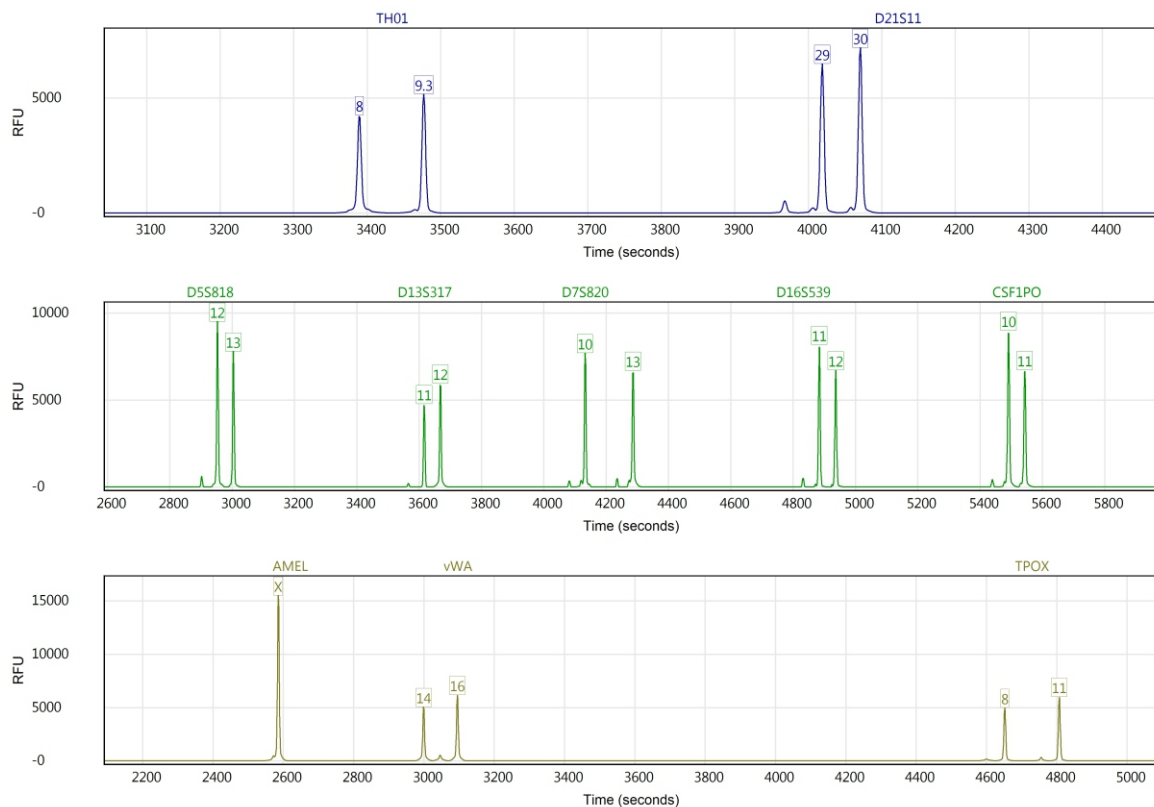 TH01 D21S11
30
29
9.3
8
5000
-0
RFU
3100 3200 3300 3400 3500 3600 3700 3800 3900 4000 4100 4200 4300 4400
Time (seconds)
D5S818 D13S317 D7S820 D16S539 CSF1PO
10000
12 10
13 10 13 11 11
11 12 12
5000
-0
RFU
2600 2800 3000 3200 3400 3600 3800 4000 4200 4400 4600 4800 5000 5200 5400 5600 5800
Time (seconds)
AMEL vWA TPOX
X
15000
10000
14 16 8 11
5000
-0
RFU
2200 2400 2600 2800 3000 3200 3400 3600 3800 4000 4200 4400 4600 4800 5000
Time (seconds)